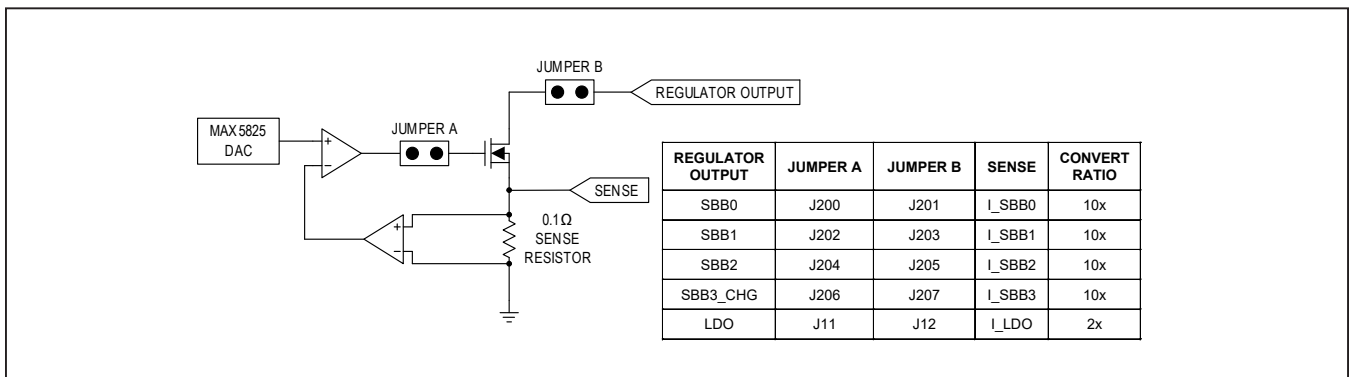 JUMPER B
REGULATOR OUTPUT
MAX5825
DAC
JUMPER A
+
−
SENSE
0.1Ω
SENSE
RESISTOR
+
−
REGULATOR OUTPUT JUMPER A JUMPER B SENSE CONVERT RATIO
SBB0 J200 J201 I_SBB0 10x
SBB1 J202 J203 I_SBB1 10x
SBB2 J204 J205 I_SBB2 10x
SBB3_CHG J206 J207 I_SBB3 10x
LDO J11 J12 I_LDO 2x